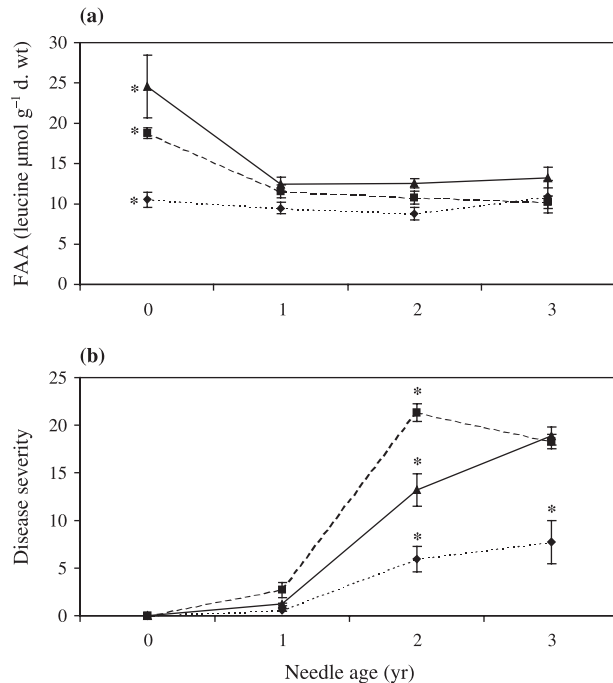 (a)
30
25
20
15
10
5
0
FAA (leucine µmol g⁻¹ d. wt)
*
*
*
0 1 2 3
(b)
25
20
15
10
5
0
Disease severity
*
*
*
*
0 1 2 3
Needle age (yr)